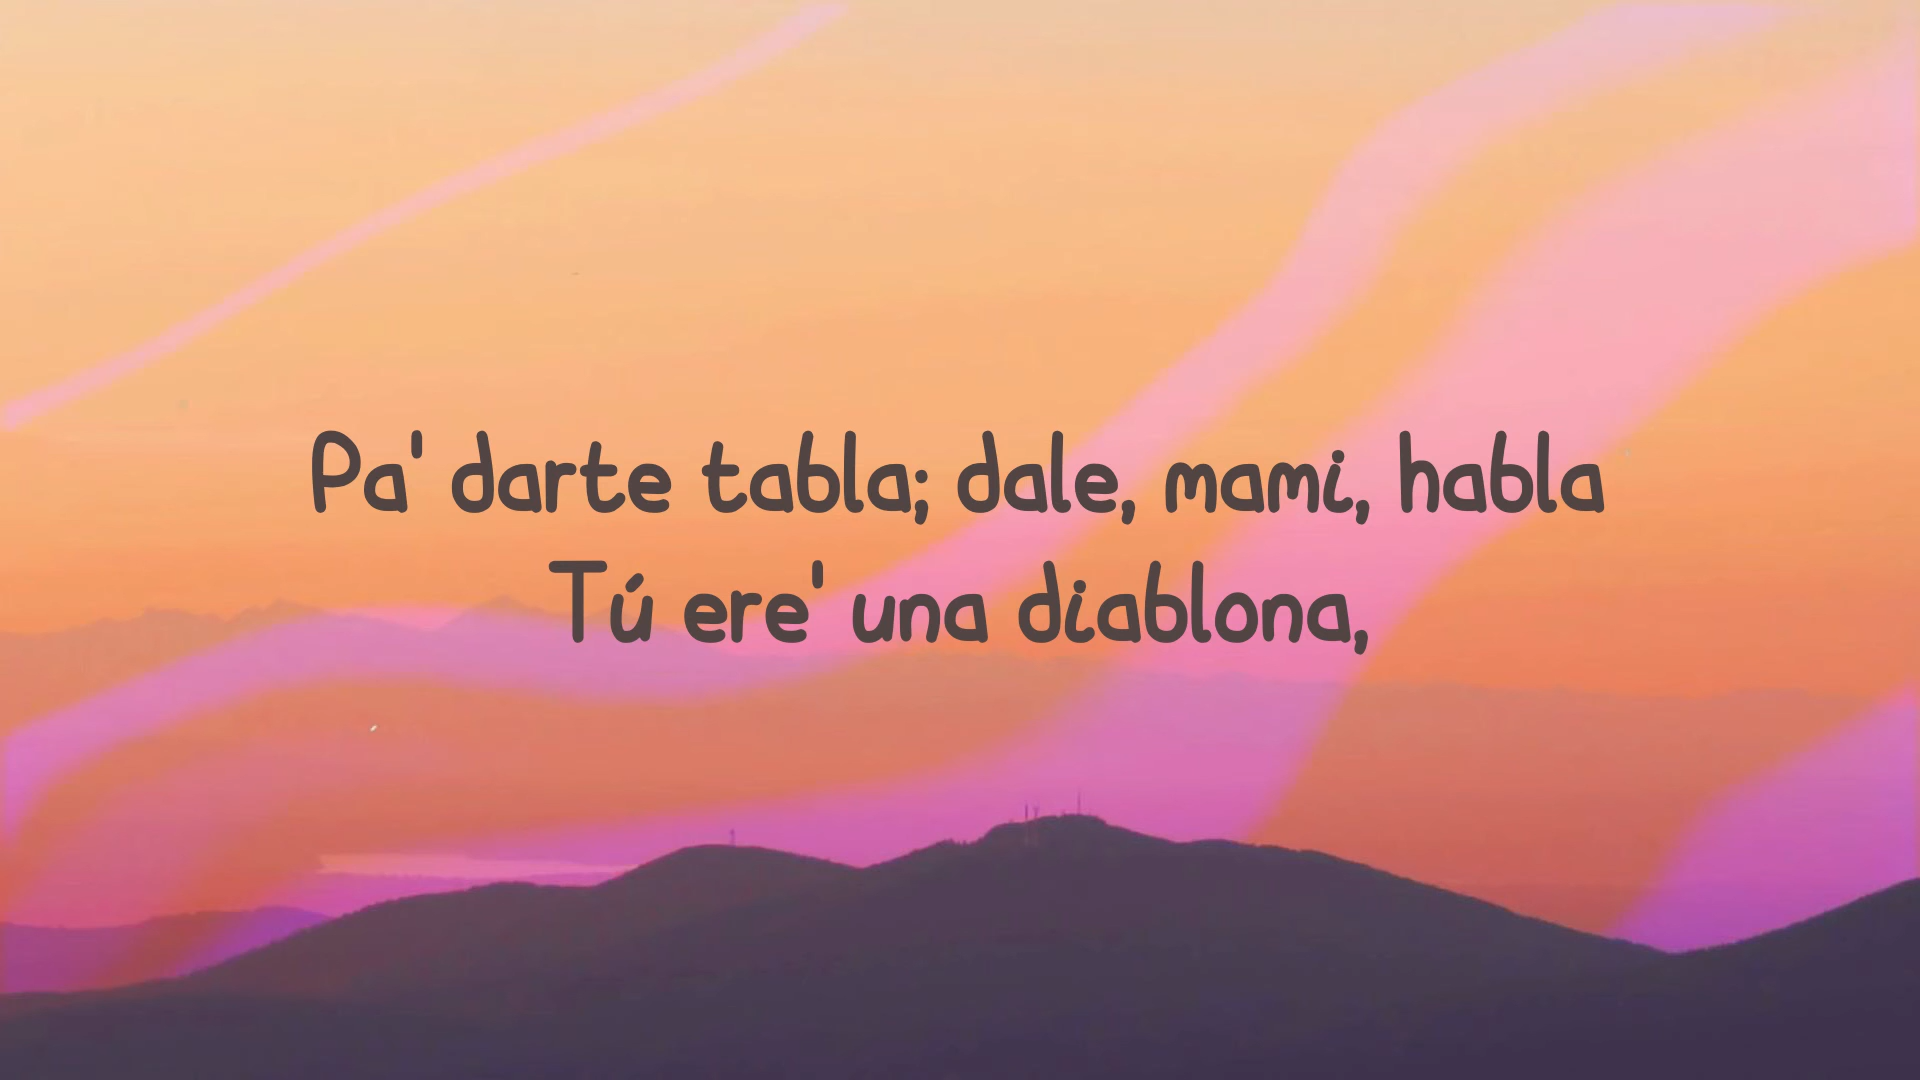 Pa' darte tabla; dale, mami, habla
Tú ere' una diablona,